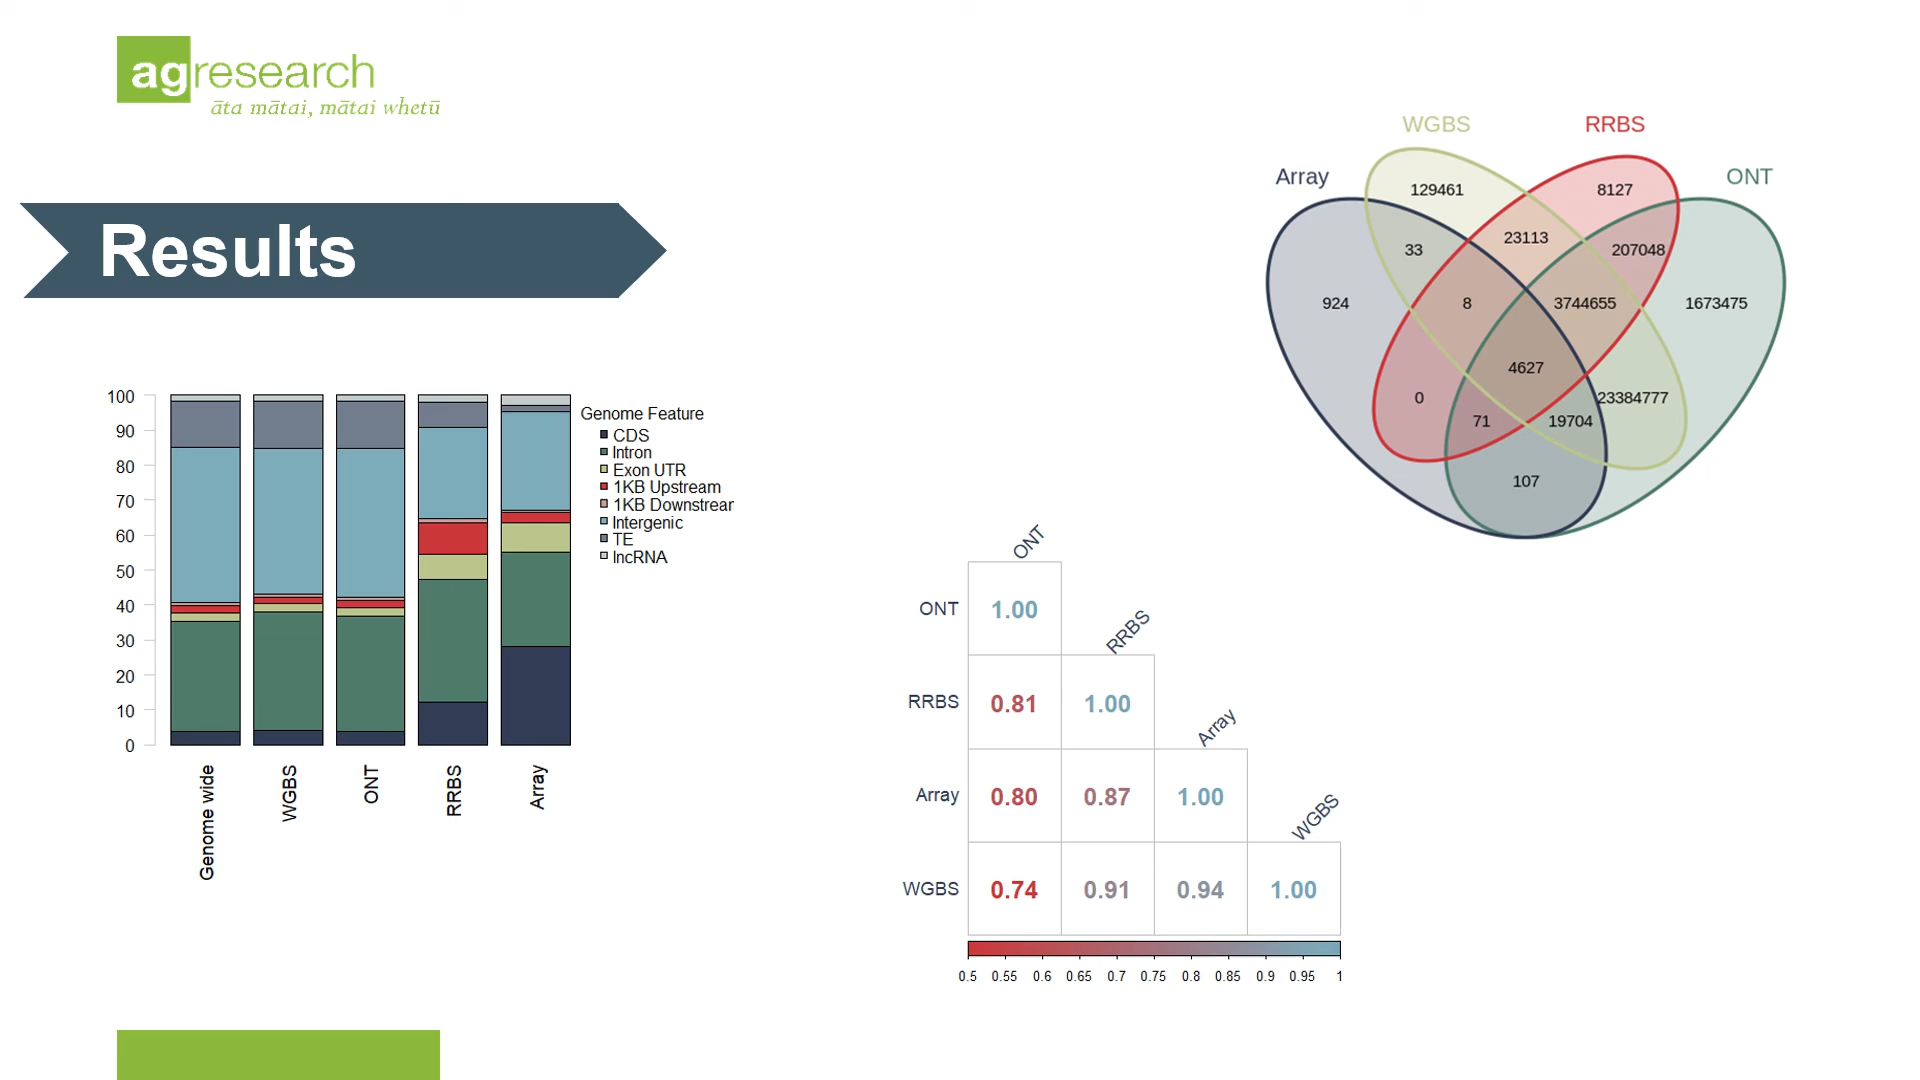 agresearch
āta mātai, mātai whetū
Results
100
90
80
70
60
50
40
30
20
10
0
Genome wide
WGBS
ONT
RRBS
Array
Genome Feature
CDS
Intron
Exon UTR
1KB Upstream
1KB Downstrear
Intergenic
TE
lncRNA
WGBS
RRBS
Array
ONT
129461
8127
33
23113
207048
924
8
3744655
1673475
4627
0
23384777
71
19704
107
ONT
ONT 1.00
RRBS
RRBS 0.81 1.00
Array
Array 0.80 0.87 1.00
WGBS
WGBS 0.74 0.91 0.94 1.00
0.5 0.55 0.6 0.65 0.7 0.75 0.8 0.85 0.9 0.95 1